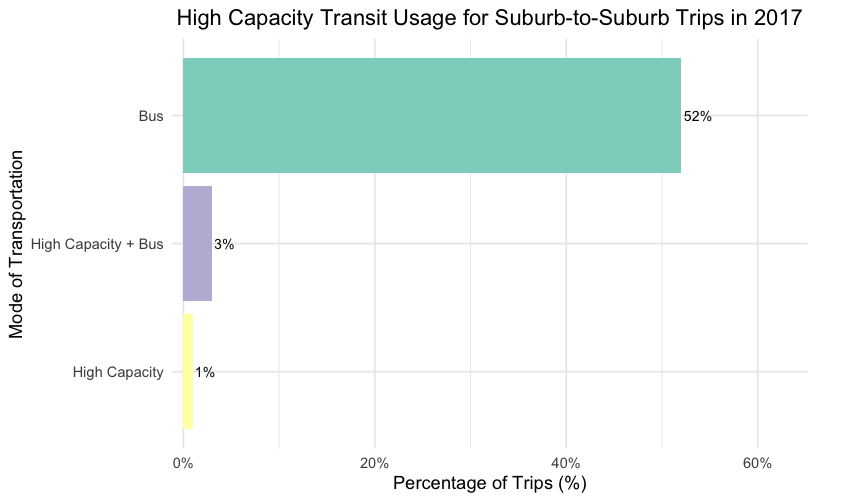 High Capacity Transit Usage for Suburb-to-Suburb Trips in 2017
Mode of Transportation
Bus
52%
High Capacity + Bus
3%
High Capacity
1%
0%
20%
40%
60%
Percentage of Trips (%)